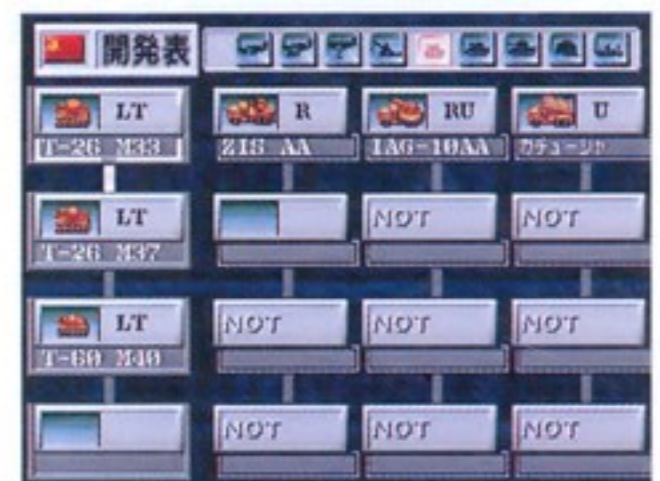 開発表
LT R RU U
T-26 M33 ZIS AA IAG-10AA カチューシャ
LT NOT NOT
T-26 M37
LT NOT NOT NOT
T-60 M40
NOT NOT NOT